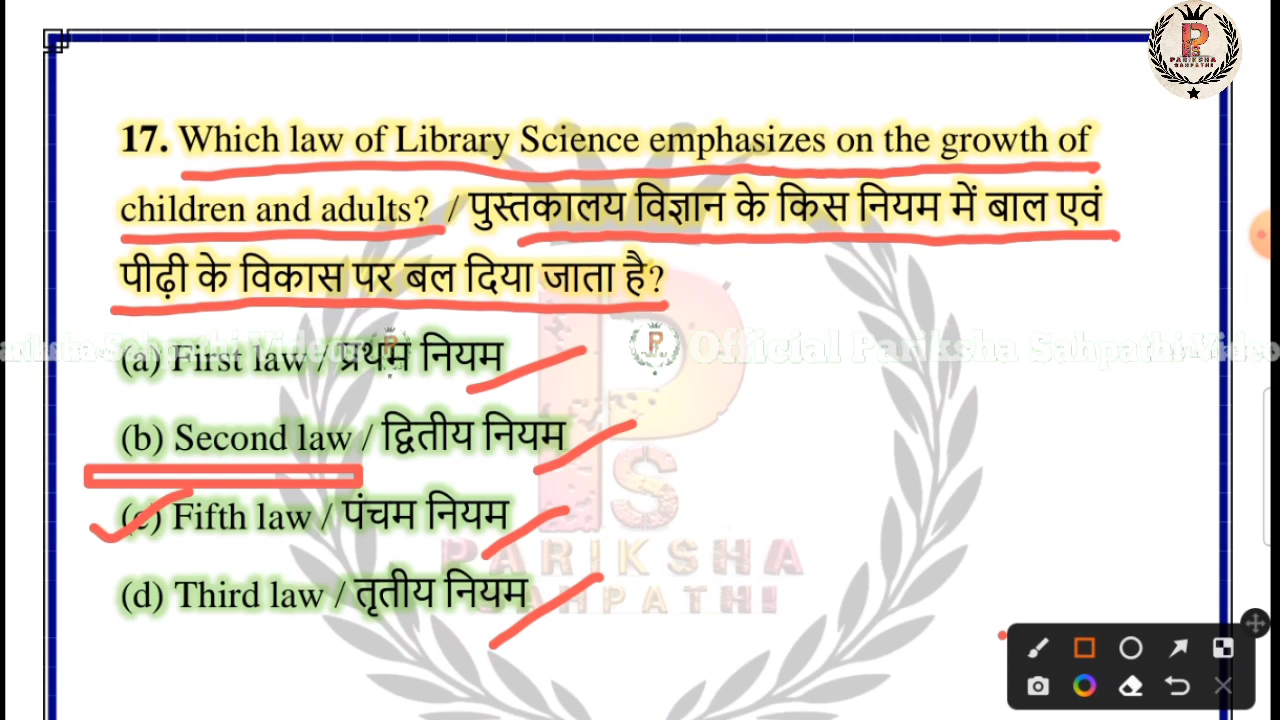 PARIKSHA
SAHPATHI
17. Which law of Library Science emphasizes on the growth of
children and adults? / पुस्तकालय विज्ञान के किस नियम में बाल एवं
पीढ़ी के विकास पर बल दिया जाता है?
Official Pariksha Sahpathi Video
(a) First law / प्रथम नियम
(b) Second law / द्वितीय नियम
(c) Fifth law / पंचम नियम
PARIKSHA
(d) Third law / तृतीय नियम
SAHPATHI